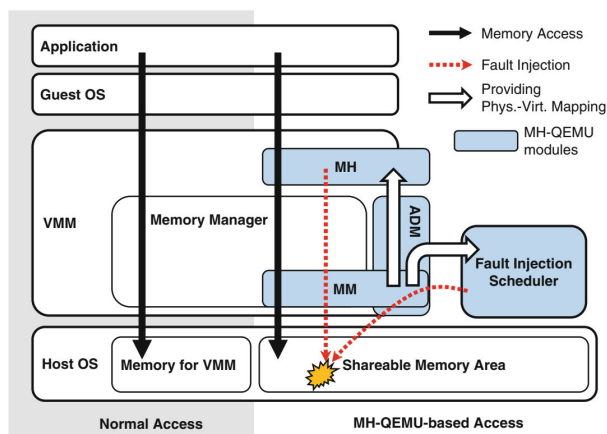 Application
Guest OS
VMM
Memory Manager
MH
ADM
MM
Fault Injection
Scheduler
Host OS
Memory for VMM
Shareable Memory Area
Normal Access
MH-QEMU-based Access
Memory Access
Fault Injection
Providing
Phys.-Virt. Mapping
MH-QEMU
modules